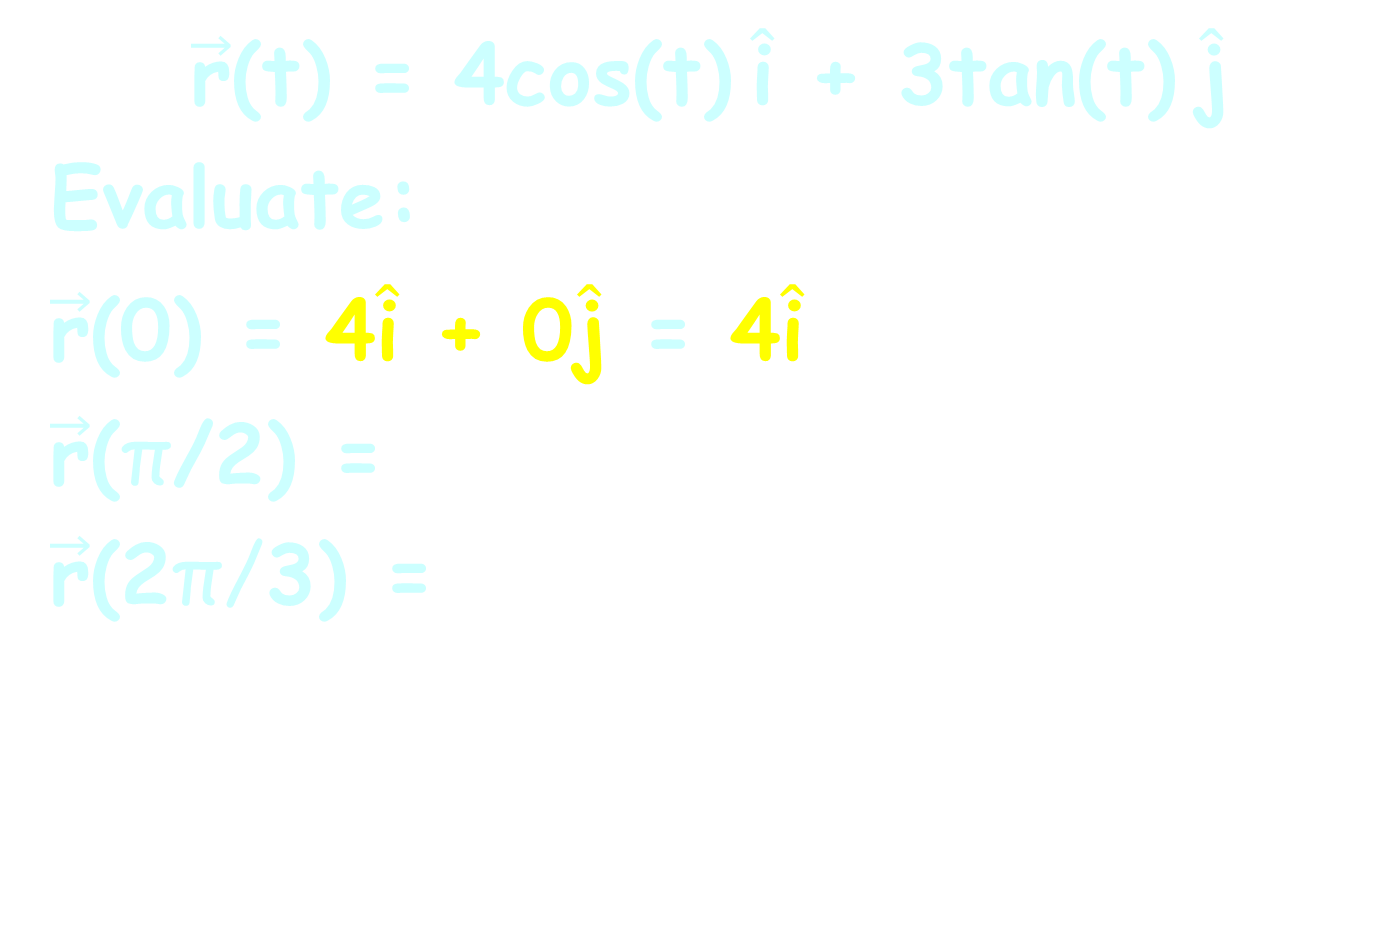 r⃗(t) = 4cos(t) î + 3tan(t) ĵ
Evaluate:
r⃗(0) = 4î + 0ĵ = 4î
r⃗(π/2) =
r⃗(2π/3) =